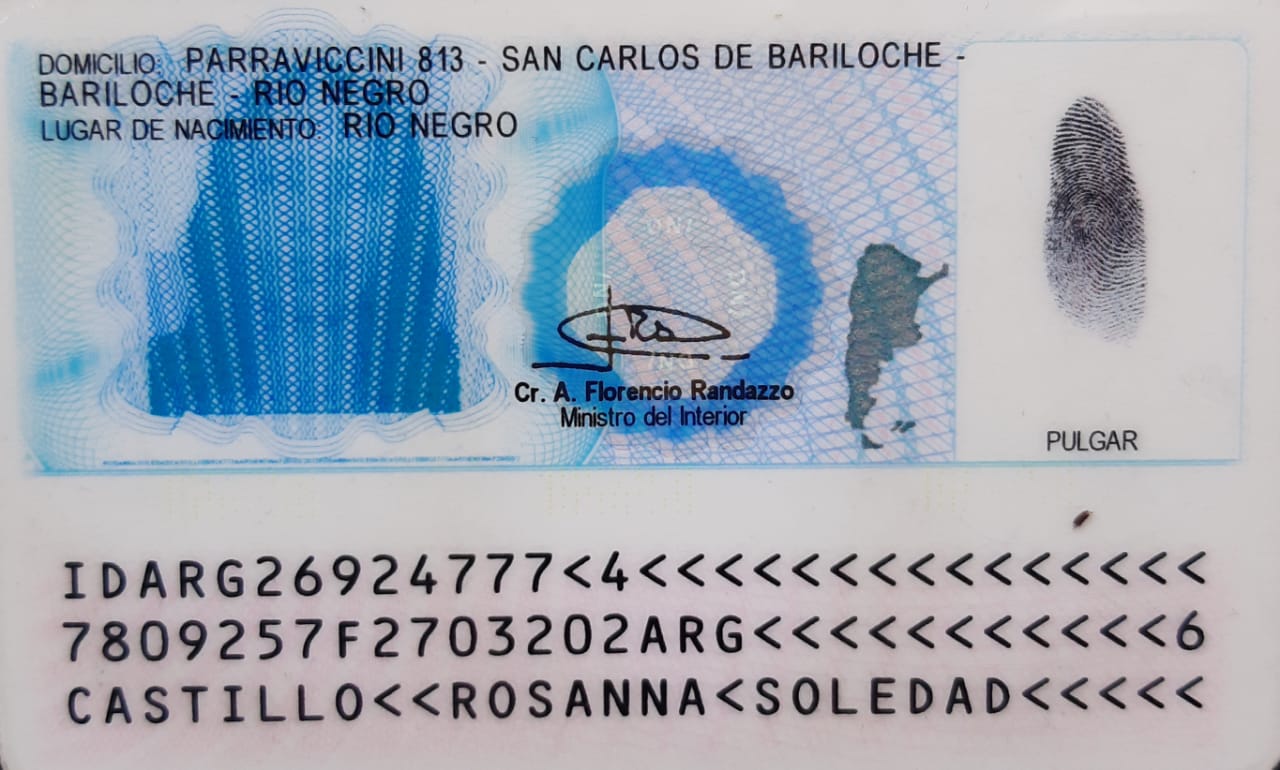 DOMICILIO: PARRAVICCINI 813 - SAN CARLOS DE BARILOCHE -
BARILOCHE - RIO NEGRO
LUGAR DE NACIMIENTO: RIO NEGRO
Cr. A. Florencio Randazzo
Ministro del Interior
PULGAR
IDARG26924777<4<<<<<<<<<<<<<<<
7809257F2703202ARG<<<<<<<<<<<6
CASTILLO<<ROSANNA<SOLEDAD<<<<<